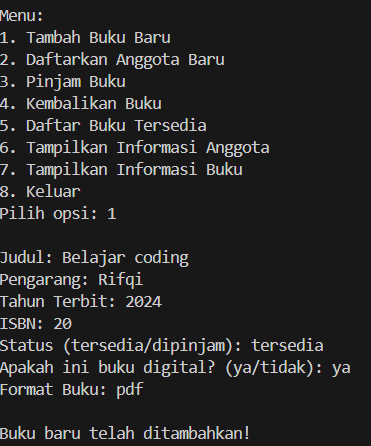 Menu:
1. Tambah Buku Baru
2. Daftarkan Anggota Baru
3. Pinjam Buku
4. Kembalikan Buku
5. Daftar Buku Tersedia
6. Tampilkan Informasi Anggota
7. Tampilkan Informasi Buku
8. Keluar
Pilih opsi: 1
Judul: Belajar coding
Pengarang: Rifqi
Tahun Terbit: 2024
ISBN: 20
Status (tersedia/dipinjam): tersedia
Apakah ini buku digital? (ya/tidak): ya
Format Buku: pdf
Buku baru telah ditambahkan!